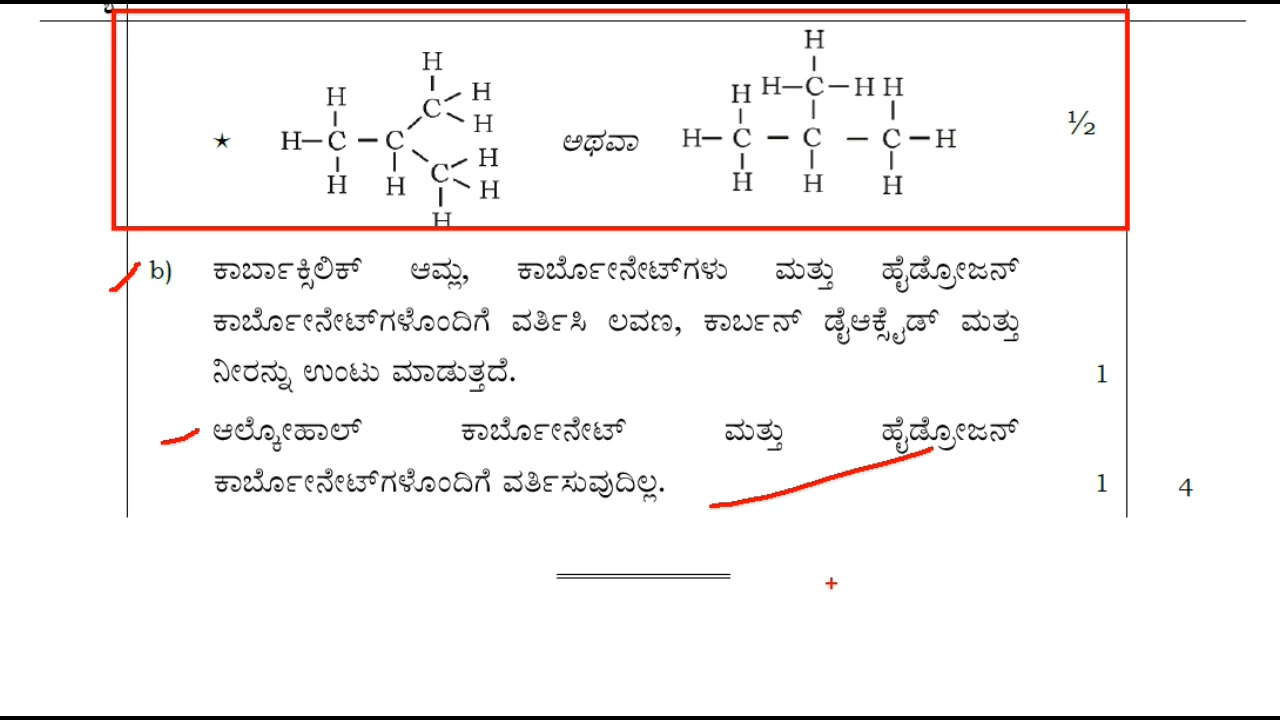 H H
H H H–C–H H
H C H H
H–C – C H ಅಥವಾ H–C – C – C–H ½
H H C H H H H
H
b) ಕಾರ್ಬಾಕ್ಸಿಲಿಕ್ ಆಮ್ಲ, ಕಾರ್ಬೋನೇಟ್‌ಗಳು ಮತ್ತು ಹೈಡ್ರೋಜನ್
ಕಾರ್ಬೋನೇಟ್‌ಗಳೊಂದಿಗೆ ವರ್ತಿಸಿ ಲವಣ, ಕಾರ್ಬನ್ ಡೈಆಕ್ಸೈಡ್ ಮತ್ತು
ನೀರನ್ನು ಉಂಟು ಮಾಡುತ್ತದೆ. 1
ಆಲ್ಕೋಹಾಲ್ ಕಾರ್ಬೋನೇಟ್ ಮತ್ತು ಹೈಡ್ರೋಜನ್
ಕಾರ್ಬೋನೇಟ್‌ಗಳೊಂದಿಗೆ ವರ್ತಿಸುವುದಿಲ್ಲ. 1 4